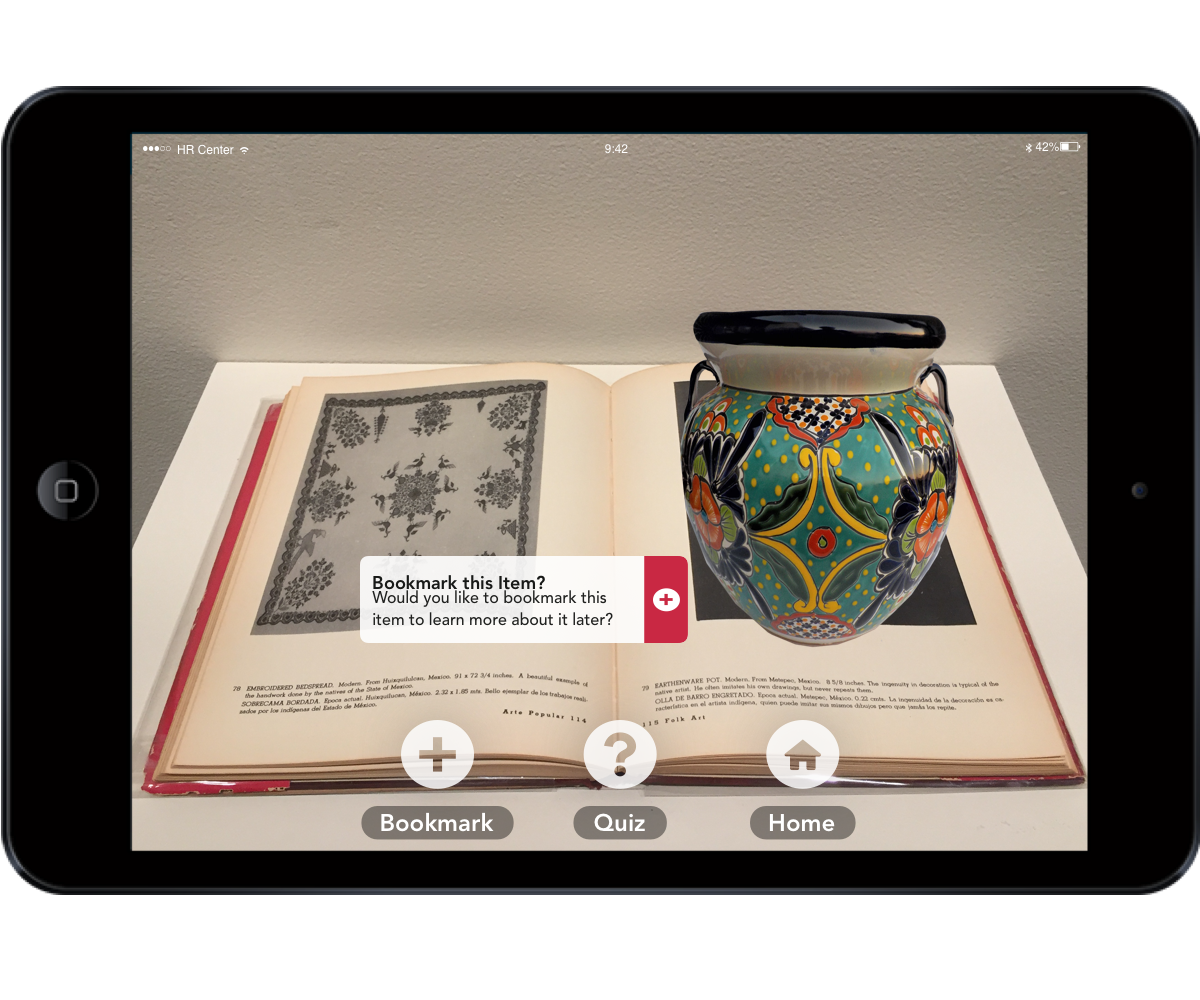 HR Center
9:42
42%
Bookmark this Item?
Would you like to bookmark this
item to learn more about it later?
78 EMBROIDERED BEDSPREAD. Modern. From Huixquilucan, Mexico. 91 x 72 3/4 inches. A beautiful example of
the handwork done by the natives of the State of Mexico.
SOBRECAMA BORDADA. Epoca actual. Huixquilucan, México. 2.32 x 1.85 mts. Bello ejemplar de los trabajos reali-
zados por los indígenas del Estado de México.
Arte Popular 114
79 EARTHENWARE POT. Modern. From Metepec, Mexico. 8 5/8 inches. The ingenuity in decoration is typical of the
native artist. He often imitates his own drawings, but never repeats them.
OLLA DE BARRO ENGRETADO. Epoca actual. Metepec, México. 0.22 cmts. La ingenuidad de la decoración es ca-
racterística en el artista indígena, quien puede imitar sus mismos dibujos pero que jamás los repite.
115 Folk Art
Bookmark
Quiz
Home